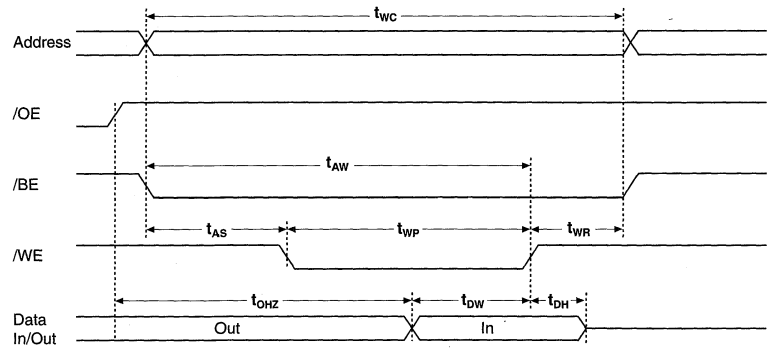 tWC
Address
/OE
tAW
/BE
tAS tWP tWR
/WE
tOHZ tDW tDH
Data
In/Out
Out In